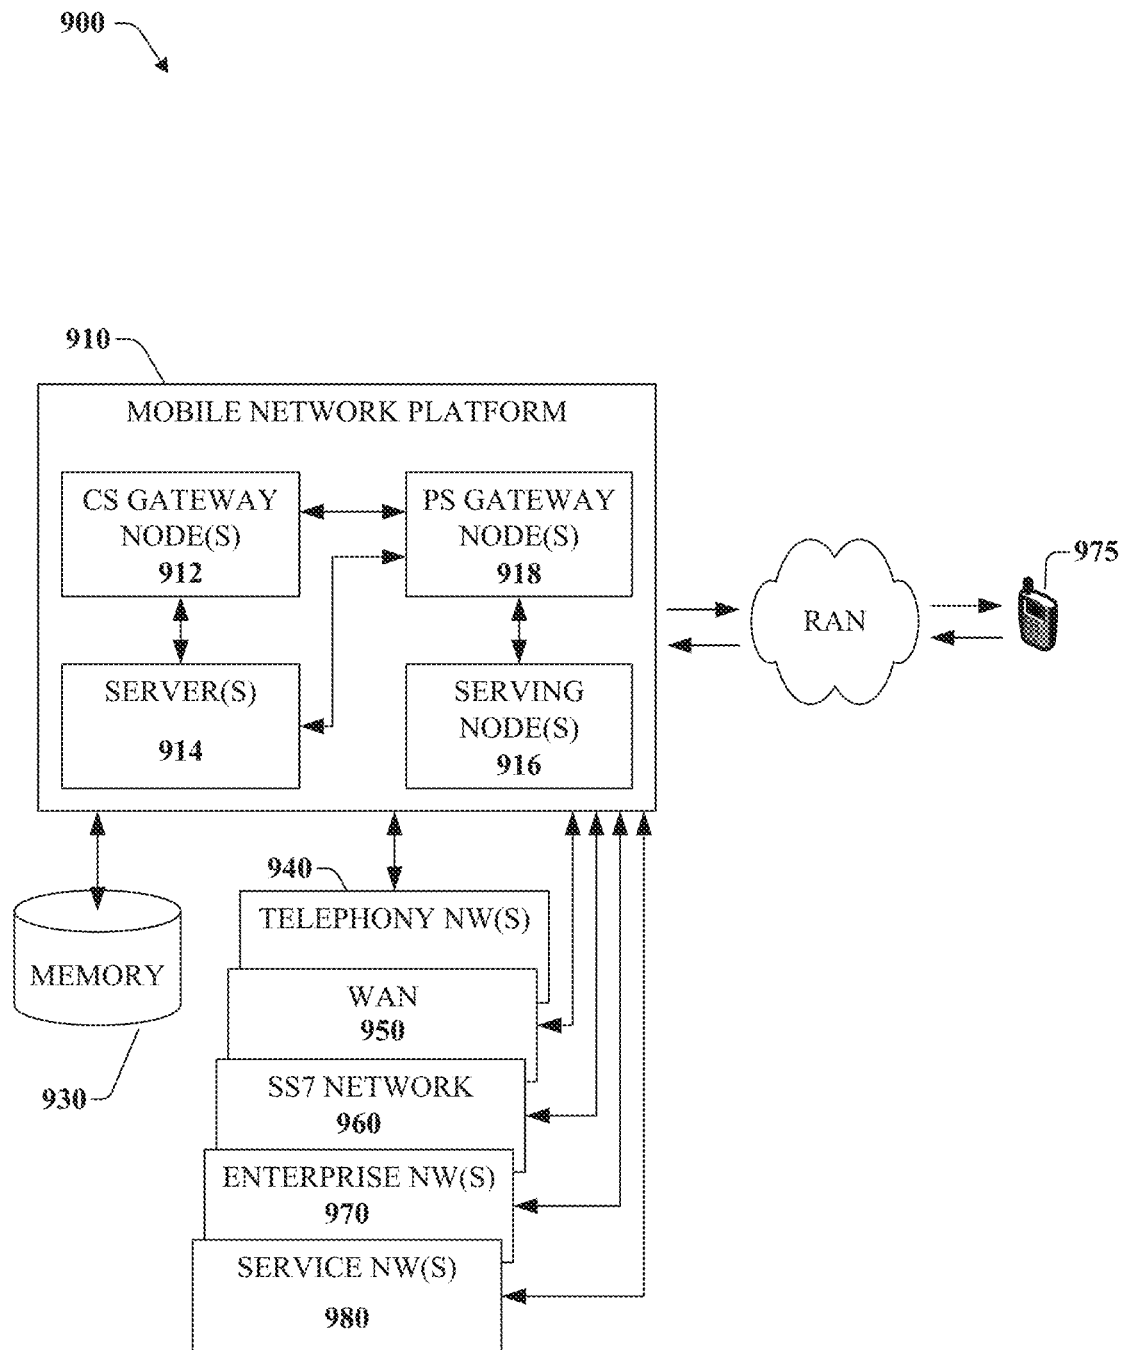 900
910
MOBILE NETWORK PLATFORM
CS GATEWAY
NODE(S)
912
PS GATEWAY
NODE(S)
918
SERVER(S)
914
SERVING
NODE(S)
916
RAN
975
940
TELEPHONY NW(S)
MEMORY
930
WAN
950
SS7 NETWORK
960
ENTERPRISE NW(S)
970
SERVICE NW(S)
980